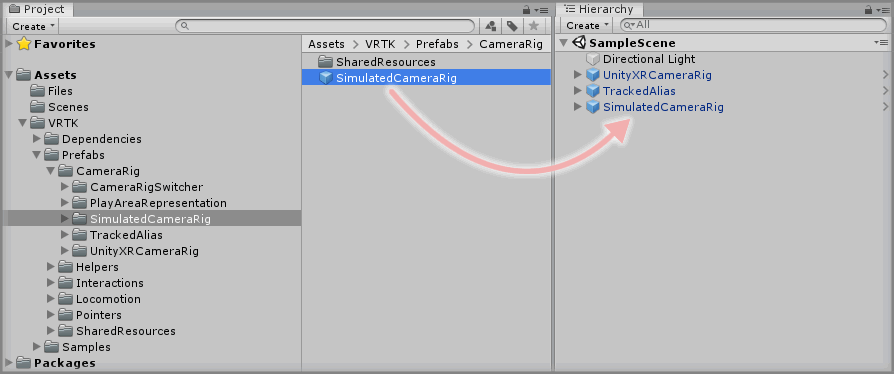 Project
Create
Favorites
Assets
Files
Scenes
VRTK
Dependencies
Prefabs
CameraRig
CameraRigSwitcher
PlayAreaRepresentation
SimulatedCameraRig
TrackedAlias
UnityXRCameraRig
Helpers
Interactions
Locomotion
Pointers
SharedResources
Samples
Packages
Assets VRTK Prefabs CameraRig
SharedResources
SimulatedCameraRig
Hierarchy
Create All
SampleScene
Directional Light
UnityXRCameraRig
TrackedAlias
SimulatedCameraRig